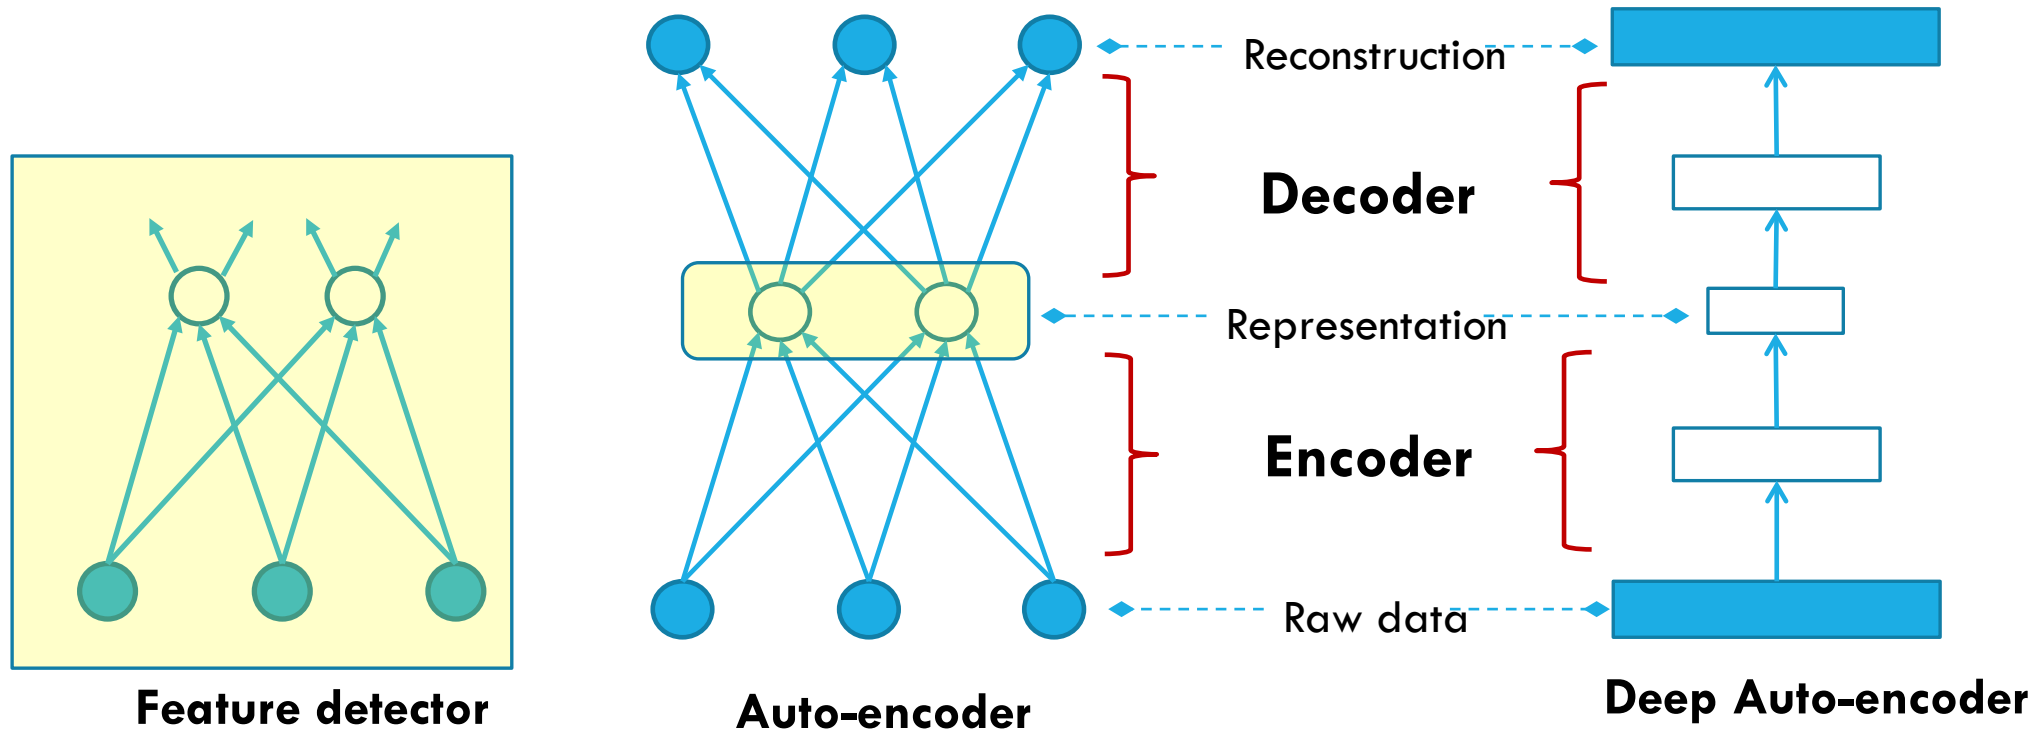 Reconstruction
Decoder
Representation
Encoder
Raw data
Feature detector
Auto-encoder
Deep Auto-encoder